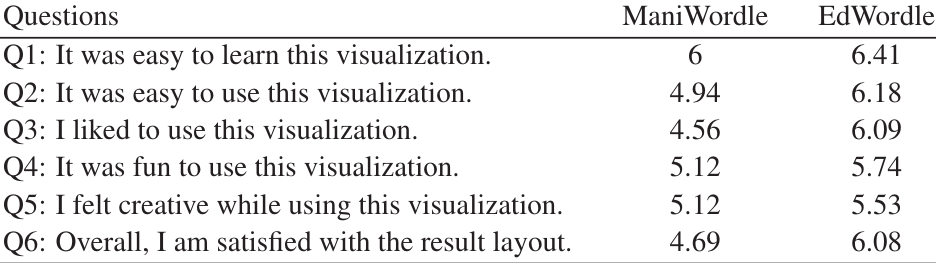 Questions ManiWordle EdWordle
Q1: It was easy to learn this visualization. 6 6.41
Q2: It was easy to use this visualization. 4.94 6.18
Q3: I liked to use this visualization. 4.56 6.09
Q4: It was fun to use this visualization. 5.12 5.74
Q5: I felt creative while using this visualization. 5.12 5.53
Q6: Overall, I am satisfied with the result layout. 4.69 6.08